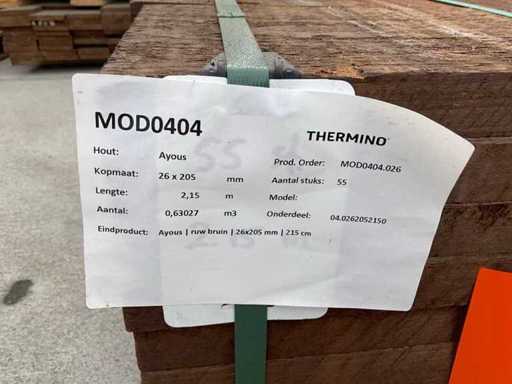 MOD0404
THERMINO
Hout: Ayous
Prod. Order: MOD0404.026
Kopmaat: 26 x 205 mm
Aantal stuks: 55
Lengte: 2,15 m
Model:
Aantal: 0,63027 m3
Onderdeel: 04.0262052150
Eindproduct: Ayous | ruw bruin | 26x205 mm | 215 cm